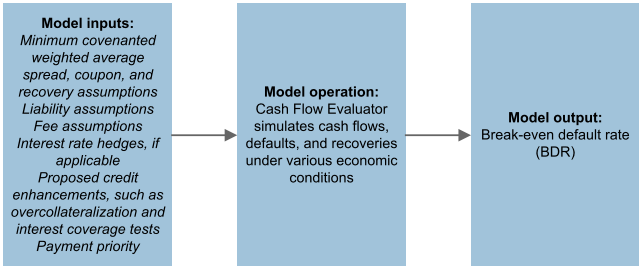 Model inputs:
Minimum covenanted
weighted average
spread, coupon, and
recovery assumptions
Liability assumptions
Fee assumptions
Interest rate hedges, if
applicable
Proposed credit
enhancements, such as
overcollateralization and
interest coverage tests
Payment priority
Model operation:
Cash Flow Evaluator
simulates cash flows,
defaults, and recoveries
under various economic
conditions
Model output:
Break-even default rate
(BDR)